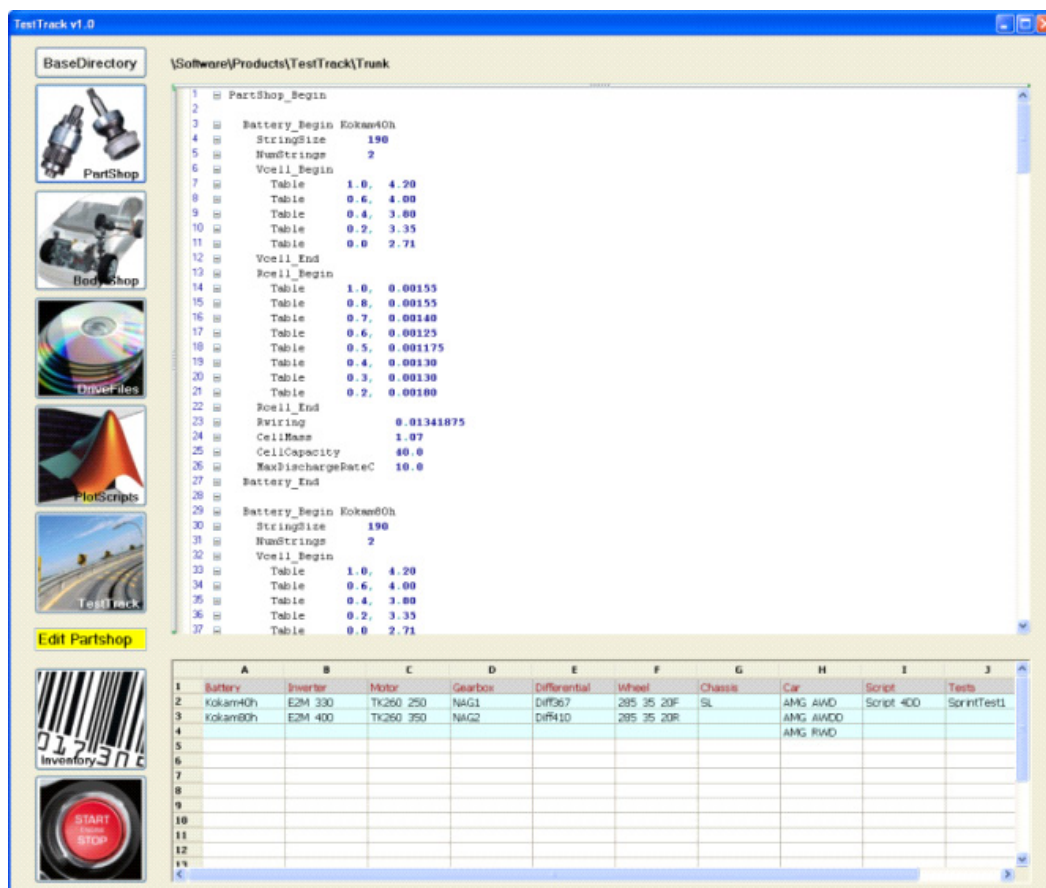 TestTrack v1.0
BaseDirectory
\Software\Products\TestTrack\Trunk
PartShop
Body Shop
DriveFiles
PlotScripts
TestTrack
Edit Partshop
Inventory
START
ENGINE
STOP
1 PartShop_Begin
2
3 Battery_Begin Kokam40h
4 StringSize 190
5 NumStrings 2
6 Vcell_Begin
7 Table 1.0, 4.20
8 Table 0.6, 4.00
9 Table 0.4, 3.80
10 Table 0.2, 3.35
11 Table 0.0 2.71
12 Vcell_End
13 Rcell_Begin
14 Table 1.0, 0.00155
15 Table 0.8, 0.00155
16 Table 0.7, 0.00140
17 Table 0.6, 0.00125
18 Table 0.5, 0.001175
19 Table 0.4, 0.00130
20 Table 0.3, 0.00130
21 Table 0.2, 0.00180
22 Rcell_End
23 Rwiring 0.01341875
24 CellMass 1.07
25 CellCapacity 40.0
26 MaxDischargeRateC 10.0
27 Battery_End
28
29 Battery_Begin Kokam80h
30 StringSize 190
31 NumStrings 2
32 Vcell_Begin
33 Table 1.0, 4.20
34 Table 0.6, 4.00
35 Table 0.4, 3.80
36 Table 0.2, 3.35
37 Table 0.0 2.71
A B C D E F G H I J
1 Battery Inverter Motor Gearbox Differential Wheel Chassis Car Script Tests
2 Kokam40h E2M 330 TK260 250 NAG1 Diff367 285 35 20F SL AMG AWD Script 4DD SprintTest1
3 Kokam80h E2M 400 TK260 350 NAG2 Diff410 285 35 20R AMG AWDD
4 AMG RWD
5
6
7
8
9
10
11
12
13